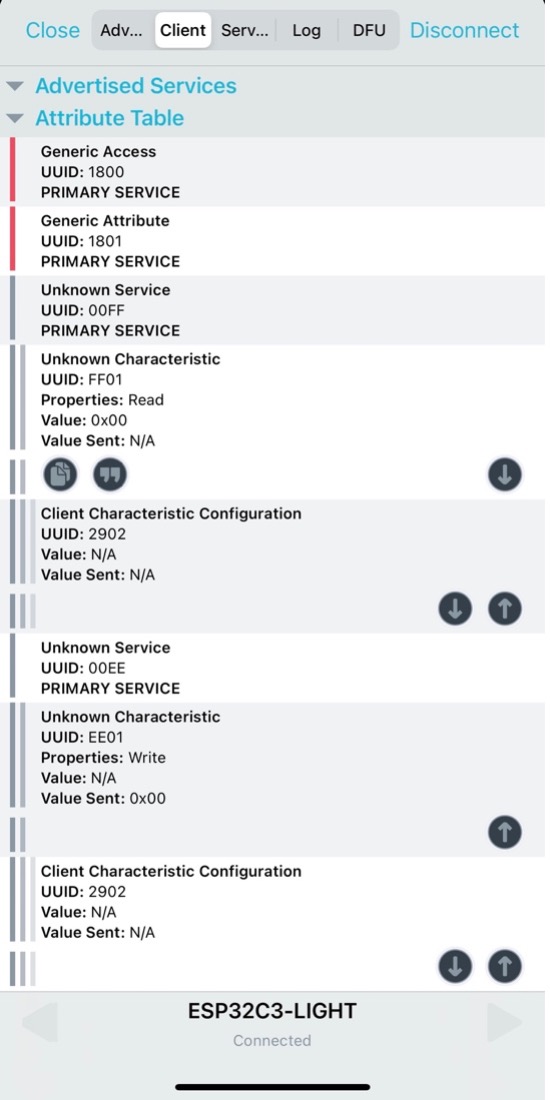 Close Adv... Client Serv... Log DFU Disconnect
Advertised Services
Attribute Table
Generic Access
UUID: 1800
PRIMARY SERVICE
Generic Attribute
UUID: 1801
PRIMARY SERVICE
Unknown Service
UUID: 00FF
PRIMARY SERVICE
Unknown Characteristic
UUID: FF01
Properties: Read
Value: 0x00
Value Sent: N/A
Client Characteristic Configuration
UUID: 2902
Value: N/A
Value Sent: N/A
Unknown Service
UUID: 00EE
PRIMARY SERVICE
Unknown Characteristic
UUID: EE01
Properties: Write
Value: N/A
Value Sent: 0x00
Client Characteristic Configuration
UUID: 2902
Value: N/A
Value Sent: N/A
ESP32C3-LIGHT
Connected